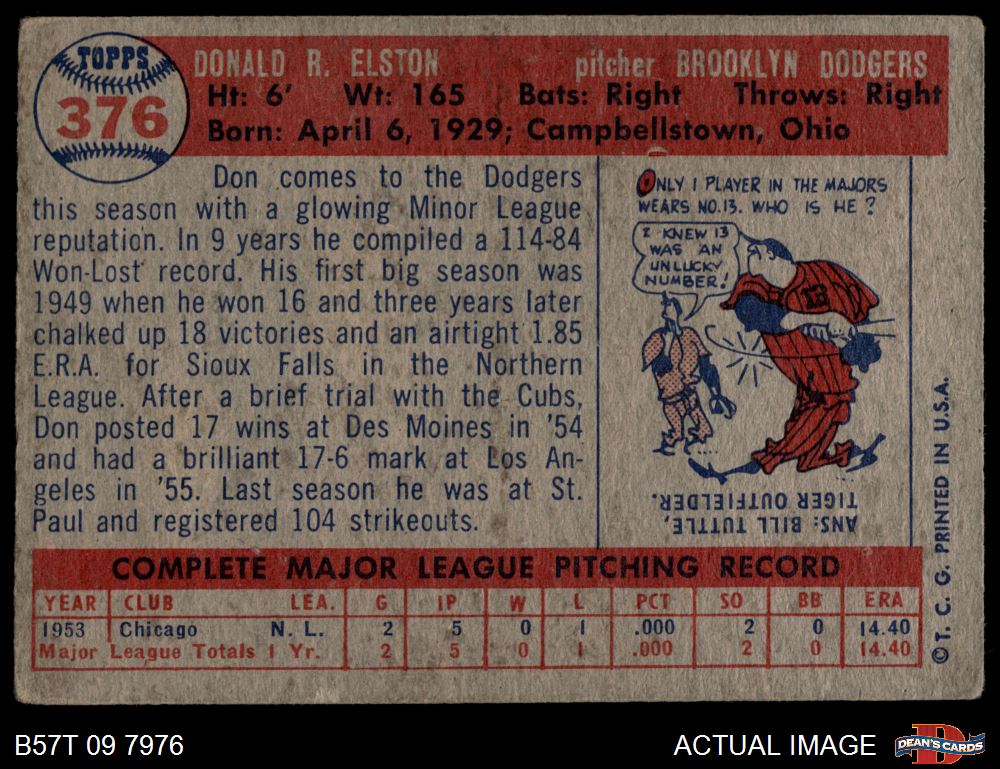 TOPPS
376
DONALD R. ELSTON pitcher BROOKLYN DODGERS
Ht: 6' Wt: 165 Bats: Right Throws: Right
Born: April 6, 1929; Campbellstown, Ohio
Don comes to the Dodgers
this season with a glowing Minor League
reputation. In 9 years he compiled a 114-84
Won-Lost record. His first big season was
1949 when he won 16 and three years later
chalked up 18 victories and an airtight 1.85
E.R.A. for Sioux Falls in the Northern
League. After a brief trial with the Cubs,
Don posted 17 wins at Des Moines in '54
and had a brilliant 17-6 mark at Los An-
geles in '55. Last season he was at St.
Paul and registered 104 strikeouts.
ONLY 1 PLAYER IN THE MAJORS
WEARS NO. 13. WHO IS HE?
I KNEW 13
WAS AN
UNLUCKY
NUMBER!
13
ANS: BILL TUTTLE,
TIGER OUTFIELDER.
COMPLETE MAJOR LEAGUE PITCHING RECORD
YEAR CLUB LEA. G IP W L PCT SO BB ERA
1953 Chicago N. L. 2 5 0 1 .000 2 0 14.40
Major League Totals 1 Yr. 2 5 0 1 .000 2 0 14.40
© T. C. G. PRINTED IN U.S.A.
B57T 09 7976
ACTUAL IMAGE
D
DEAN'S CARDS